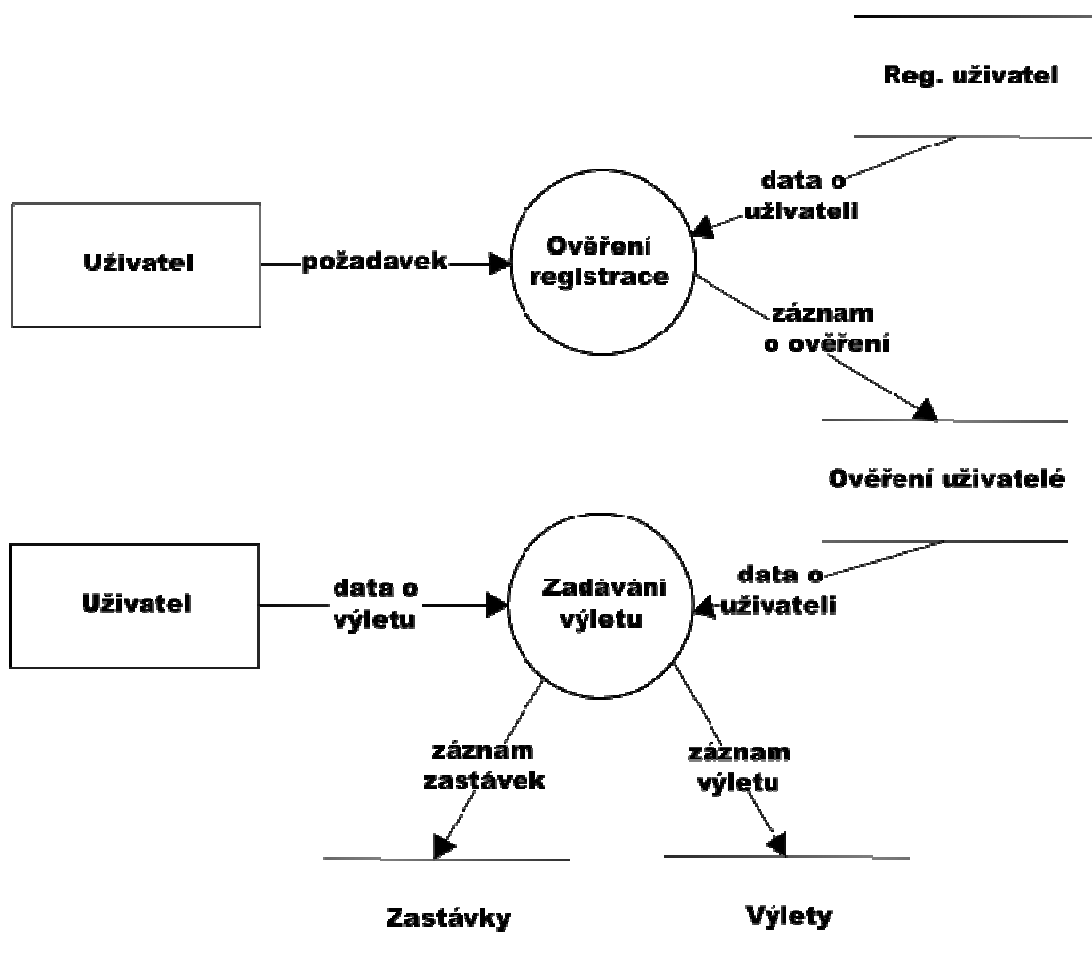 Reg. uživatel
data o
uživateli
Uživatel
požadavek
Ověření
registrace
záznam
o ověření
Ověření uživatelé
Uživatel
data o
výletu
Zadávání
výletu
data o
uživateli
záznam
zastávek
záznam
výletu
Zastávky
Výlety